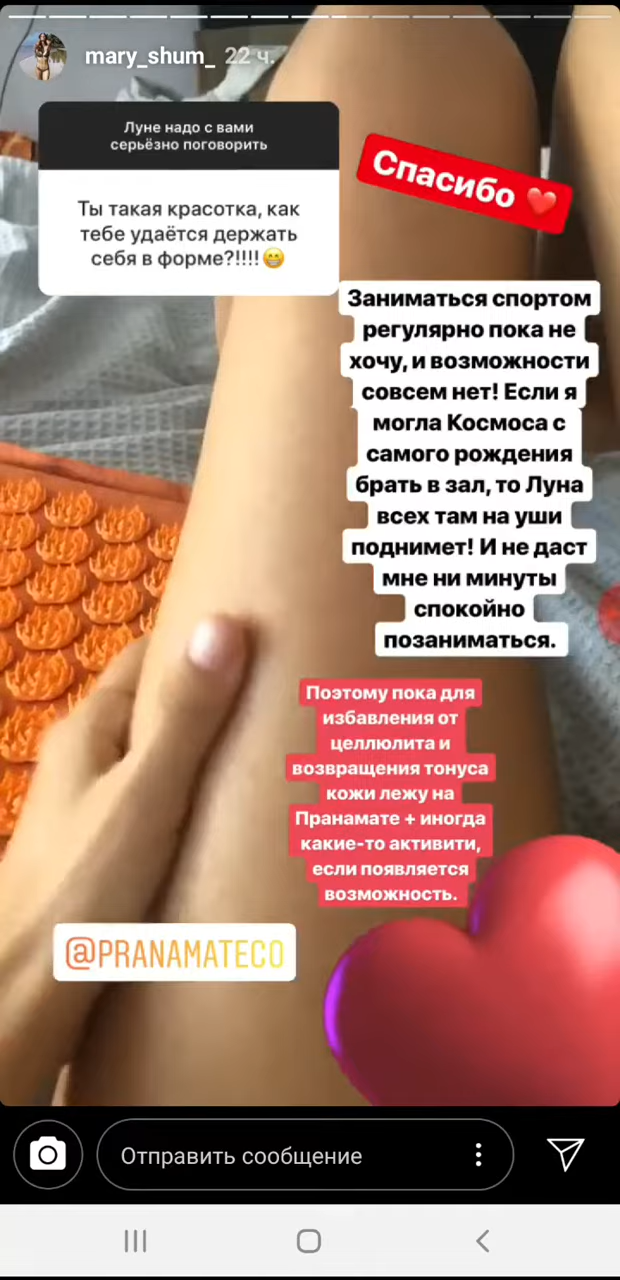 mary_shum_ 22 ч.
Луне надо с вами
серьёзно поговорить
Ты такая красотка, как
тебе удаётся держать
себя в форме?!!!!😁
Спасибо ❤️
Заниматься спортом
регулярно пока не
хочу, и возможности
совсем нет! Если я
могла Космоса с
самого рождения
брать в зал, то Луна
всех там на уши
поднимет! И не даст
мне ни минуты
спокойно
позаниматься.
Поэтому пока для
избавления от
целлюлита и
возвращения тонуса
кожи лежу на
Пранамате + иногда
какие-то активити,
если появляется
возможность.
@PRANAMATECO
Отправить сообщение